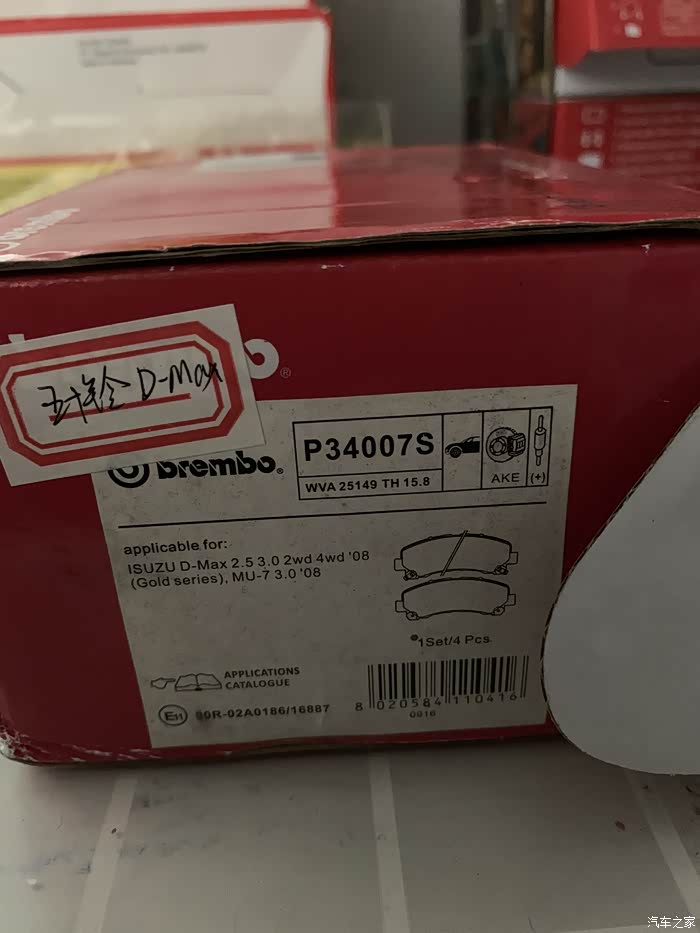 五十铃 D-Max
brembo®
P34007S
WVA 25149 TH 15.8
AKE
(+)
applicable for:
ISUZU D-Max 2.5 3.0 2wd 4wd '08
(Gold series), MU-7 3.0 '08
1Set/4 Pcs.
APPLICATIONS
CATALOGUE
E11
90R-02A0186/16887
8 020584 110416
0016
汽车之家